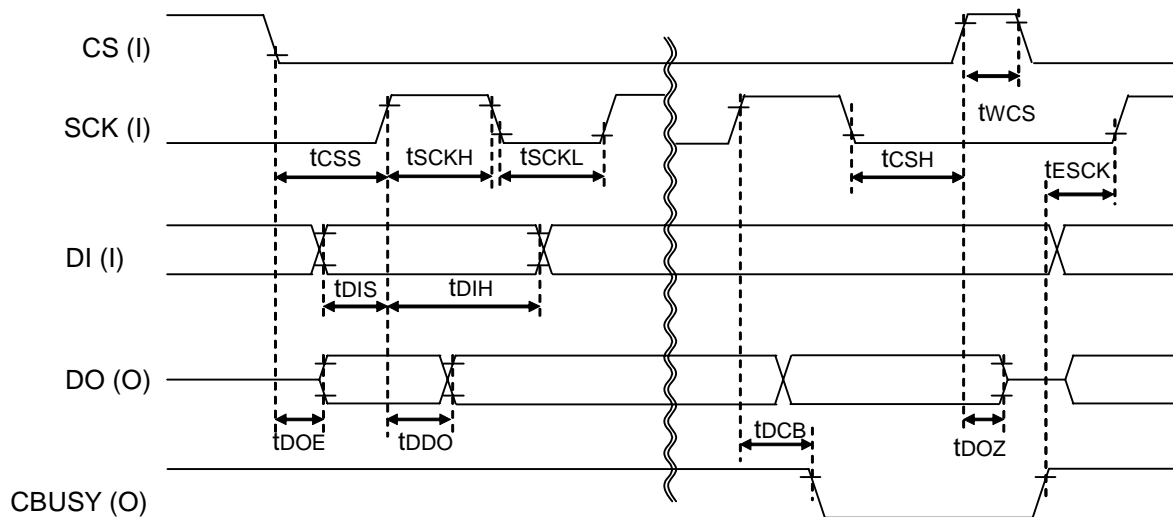 CS (I)
tWCS
SCK (I)
tCSS tSCKH tSCKL tCSH
tESCK
DI (I)
tDIS tDIH
DO (O)
tDOE tDDO tDCB tDOZ
CBUSY (O)